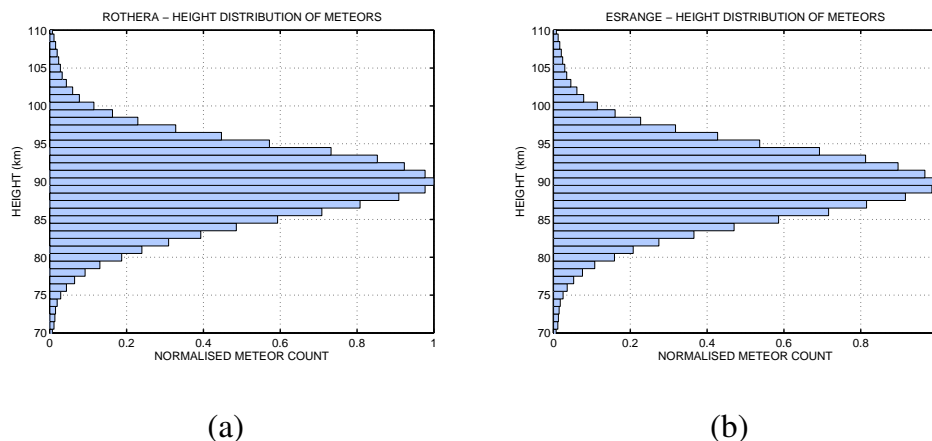 ROTHERA – HEIGHT DISTRIBUTION OF METEORS
110
105
100
95
90
85
80
75
70
HEIGHT (km)
0 0.2 0.4 0.6 0.8 1
NORMALISED METEOR COUNT
(a)
ESRANGE – HEIGHT DISTRIBUTION OF METEORS
110
105
100
95
90
85
80
75
70
HEIGHT (km)
0 0.2 0.4 0.6 0.8
NORMALISED METEOR COUNT
(b)